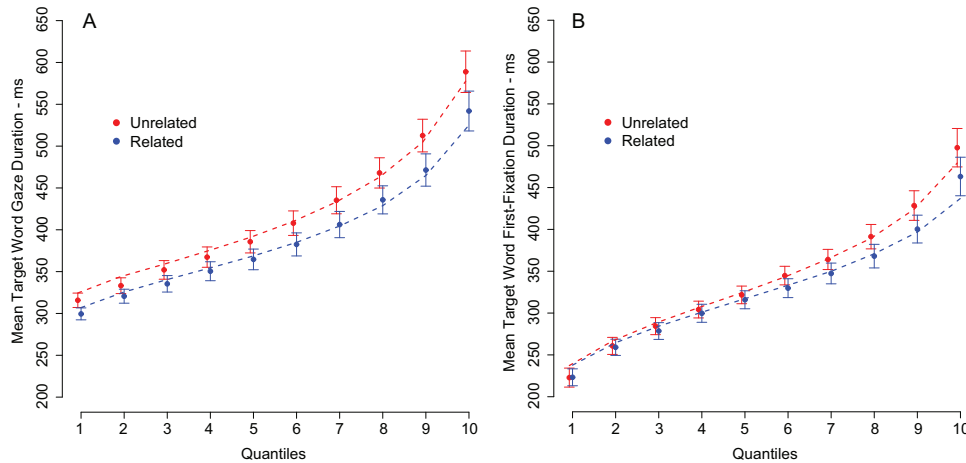 A
Mean Target Word Gaze Duration - ms
650
600
550
500
450
400
350
300
250
200
Unrelated
Related
1 2 3 4 5 6 7 8 9 10
Quantiles
B
Mean Target Word First-Fixation Duration - ms
650
600
550
500
450
400
350
300
250
200
Unrelated
Related
1 2 3 4 5 6 7 8 9 10
Quantiles